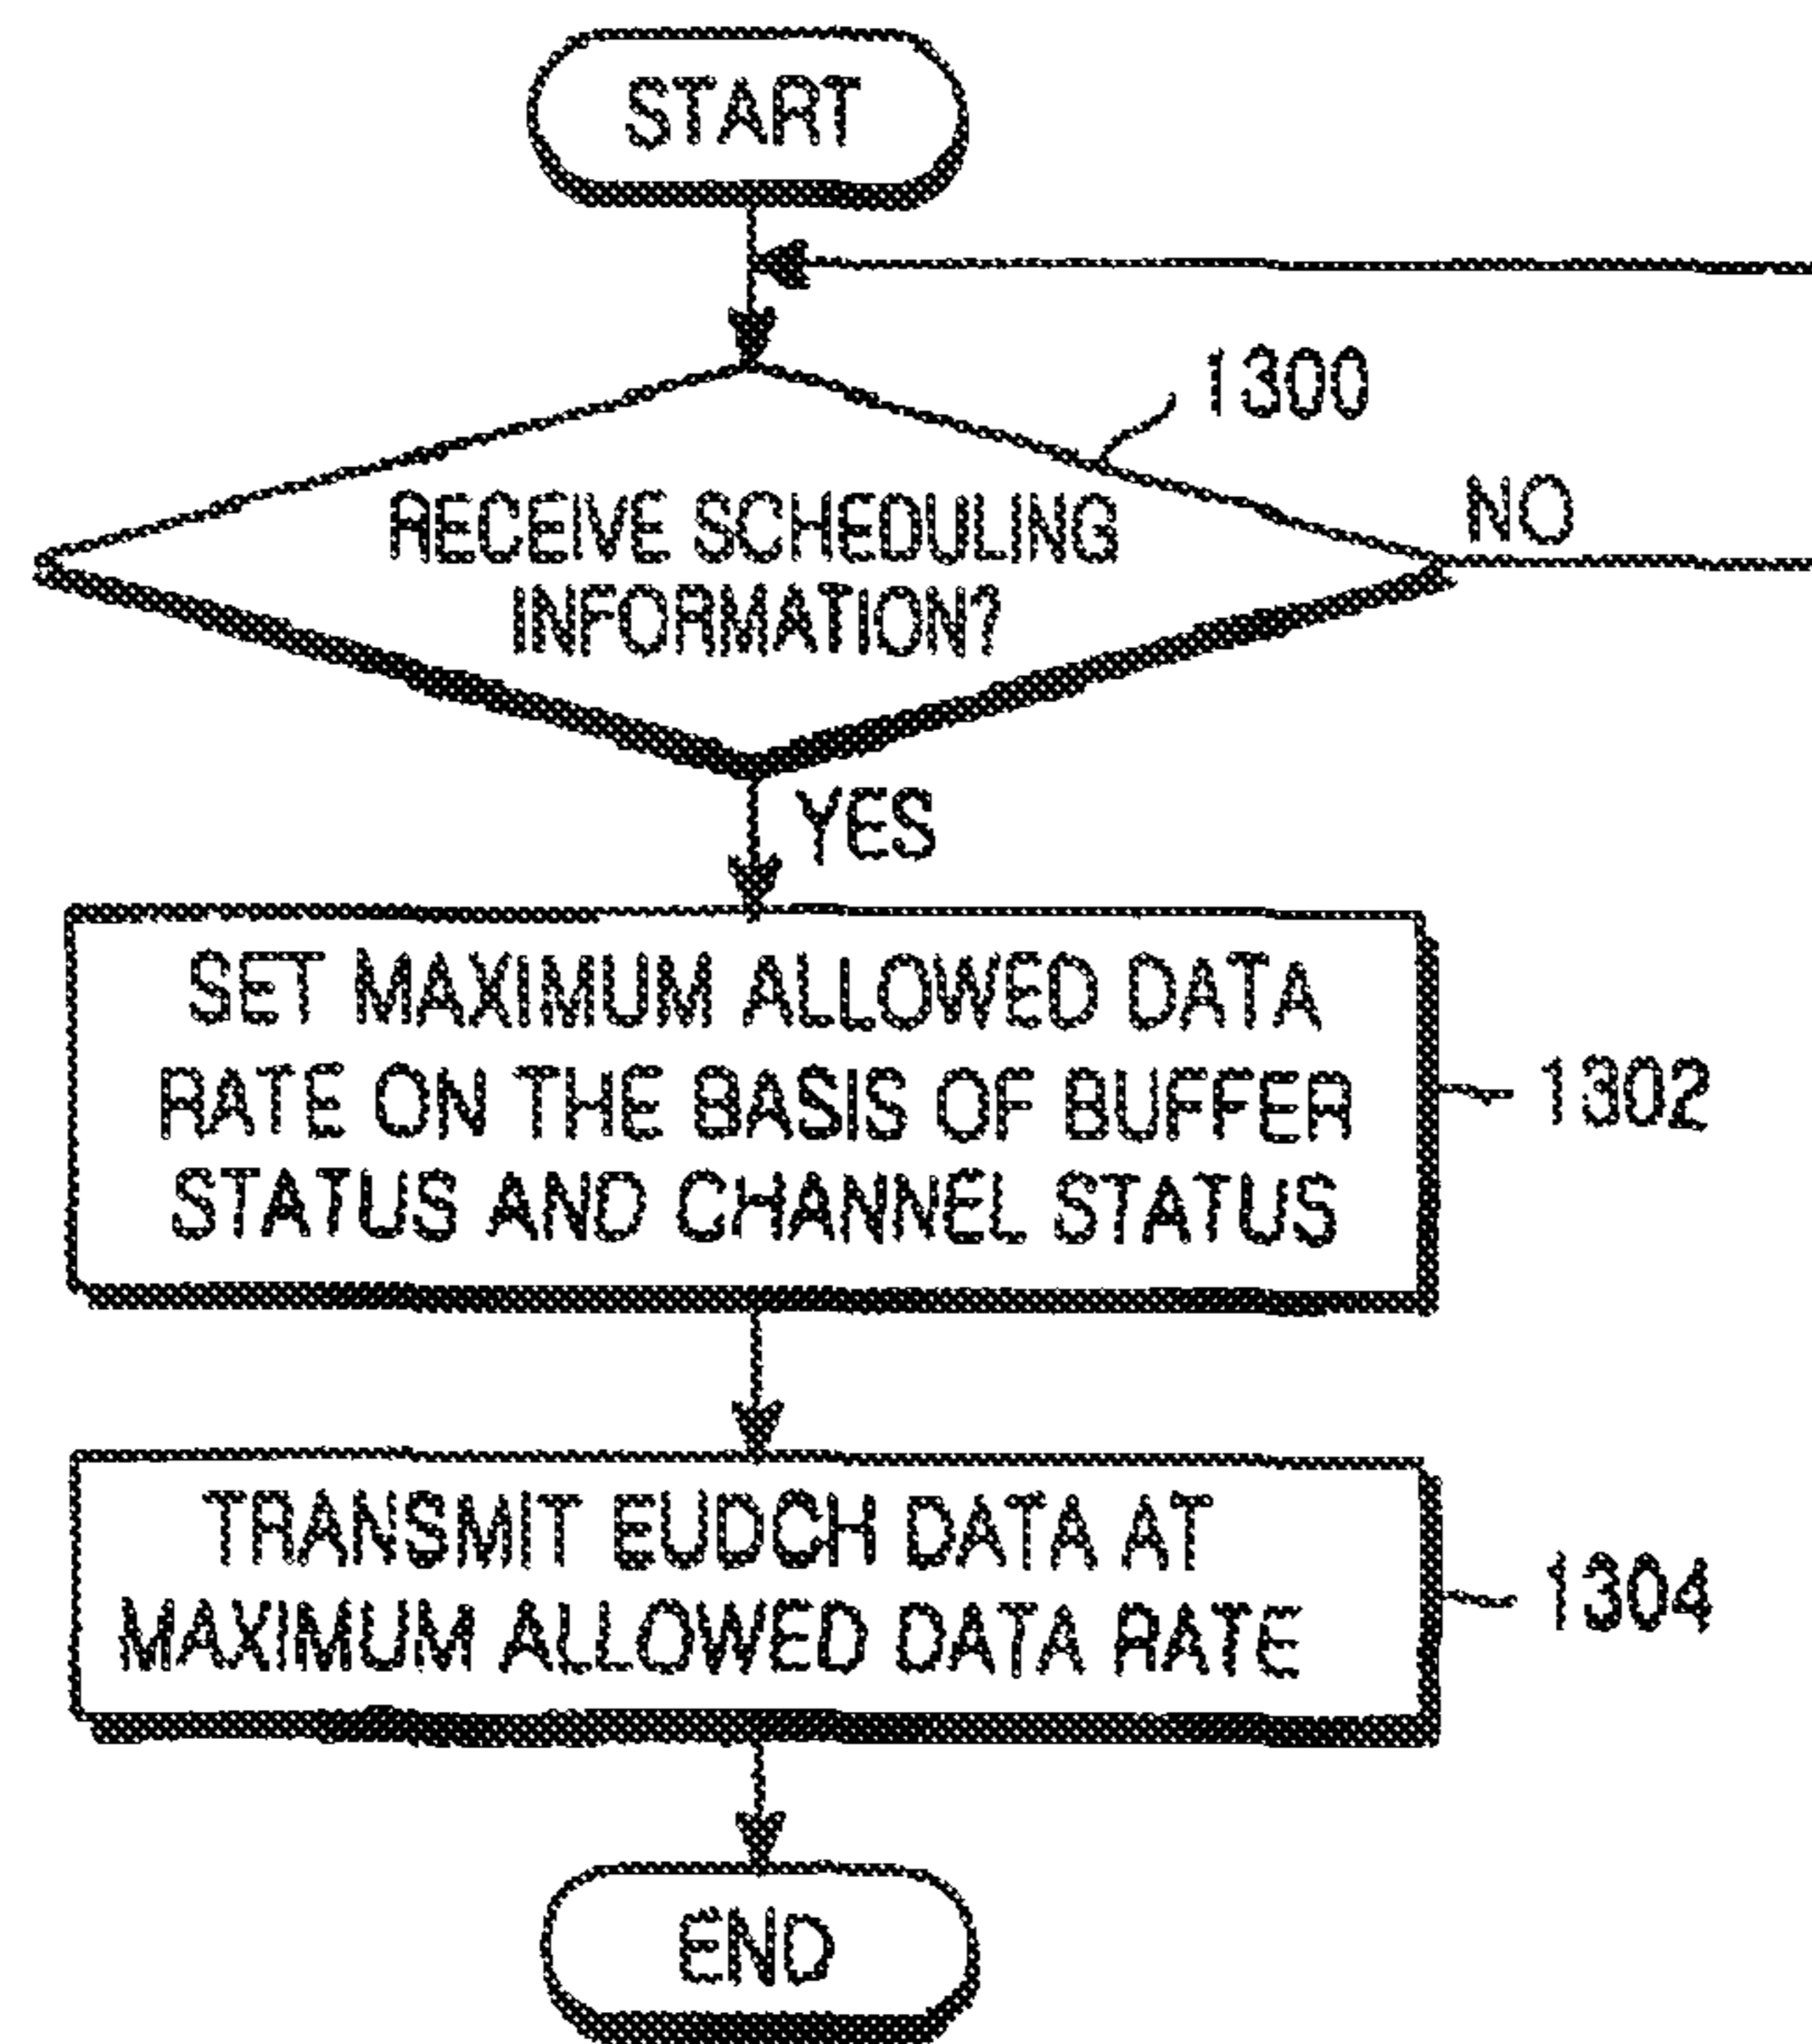 START
1300
RECEIVE SCHEDULING
INFORMATION?
NO
YES
SET MAXIMUM ALLOWED DATA
RATE ON THE BASIS OF BUFFER
STATUS AND CHANNEL STATUS
1302
TRANSMIT EUDCH DATA AT
MAXIMUM ALLOWED DATA RATE
1304
END